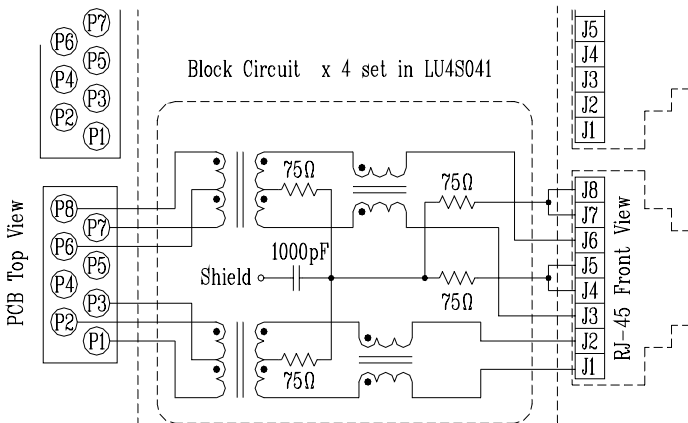 Block Circuit x 4 set in LU4S041
P7
P6
P5
P4
P3
P2
P1
J5
J4
J3
J2
J1
PCB Top View
P8
P7
P6
P5
P4
P3
P2
P1
75Ω
75Ω
1000pF
Shield
75Ω
75Ω
J8
J7
J6
J5
J4
J3
J2
J1
RJ-45 Front View